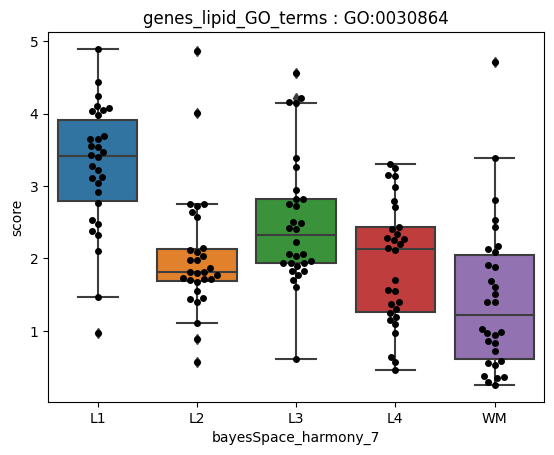 genes_lipid_GO_terms : GO:0030864
5
4
3
2
1
score
L1 L2 L3 L4 WM
bayesSpace_harmony_7